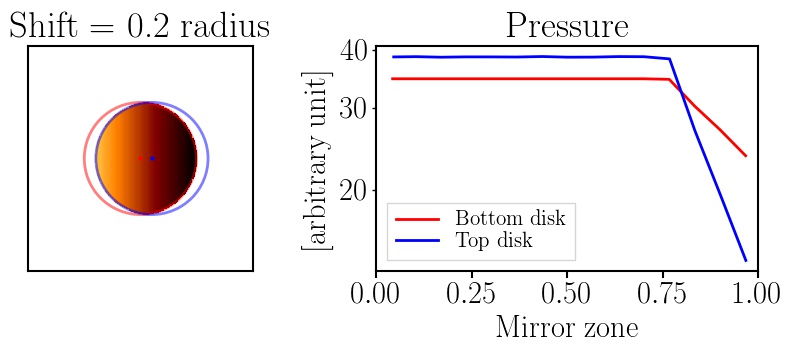 Shift = 0.2 radius
Pressure
[arbitrary unit]
40
30
20
Bottom disk
Top disk
0.00 0.25 0.50 0.75 1.00
Mirror zone